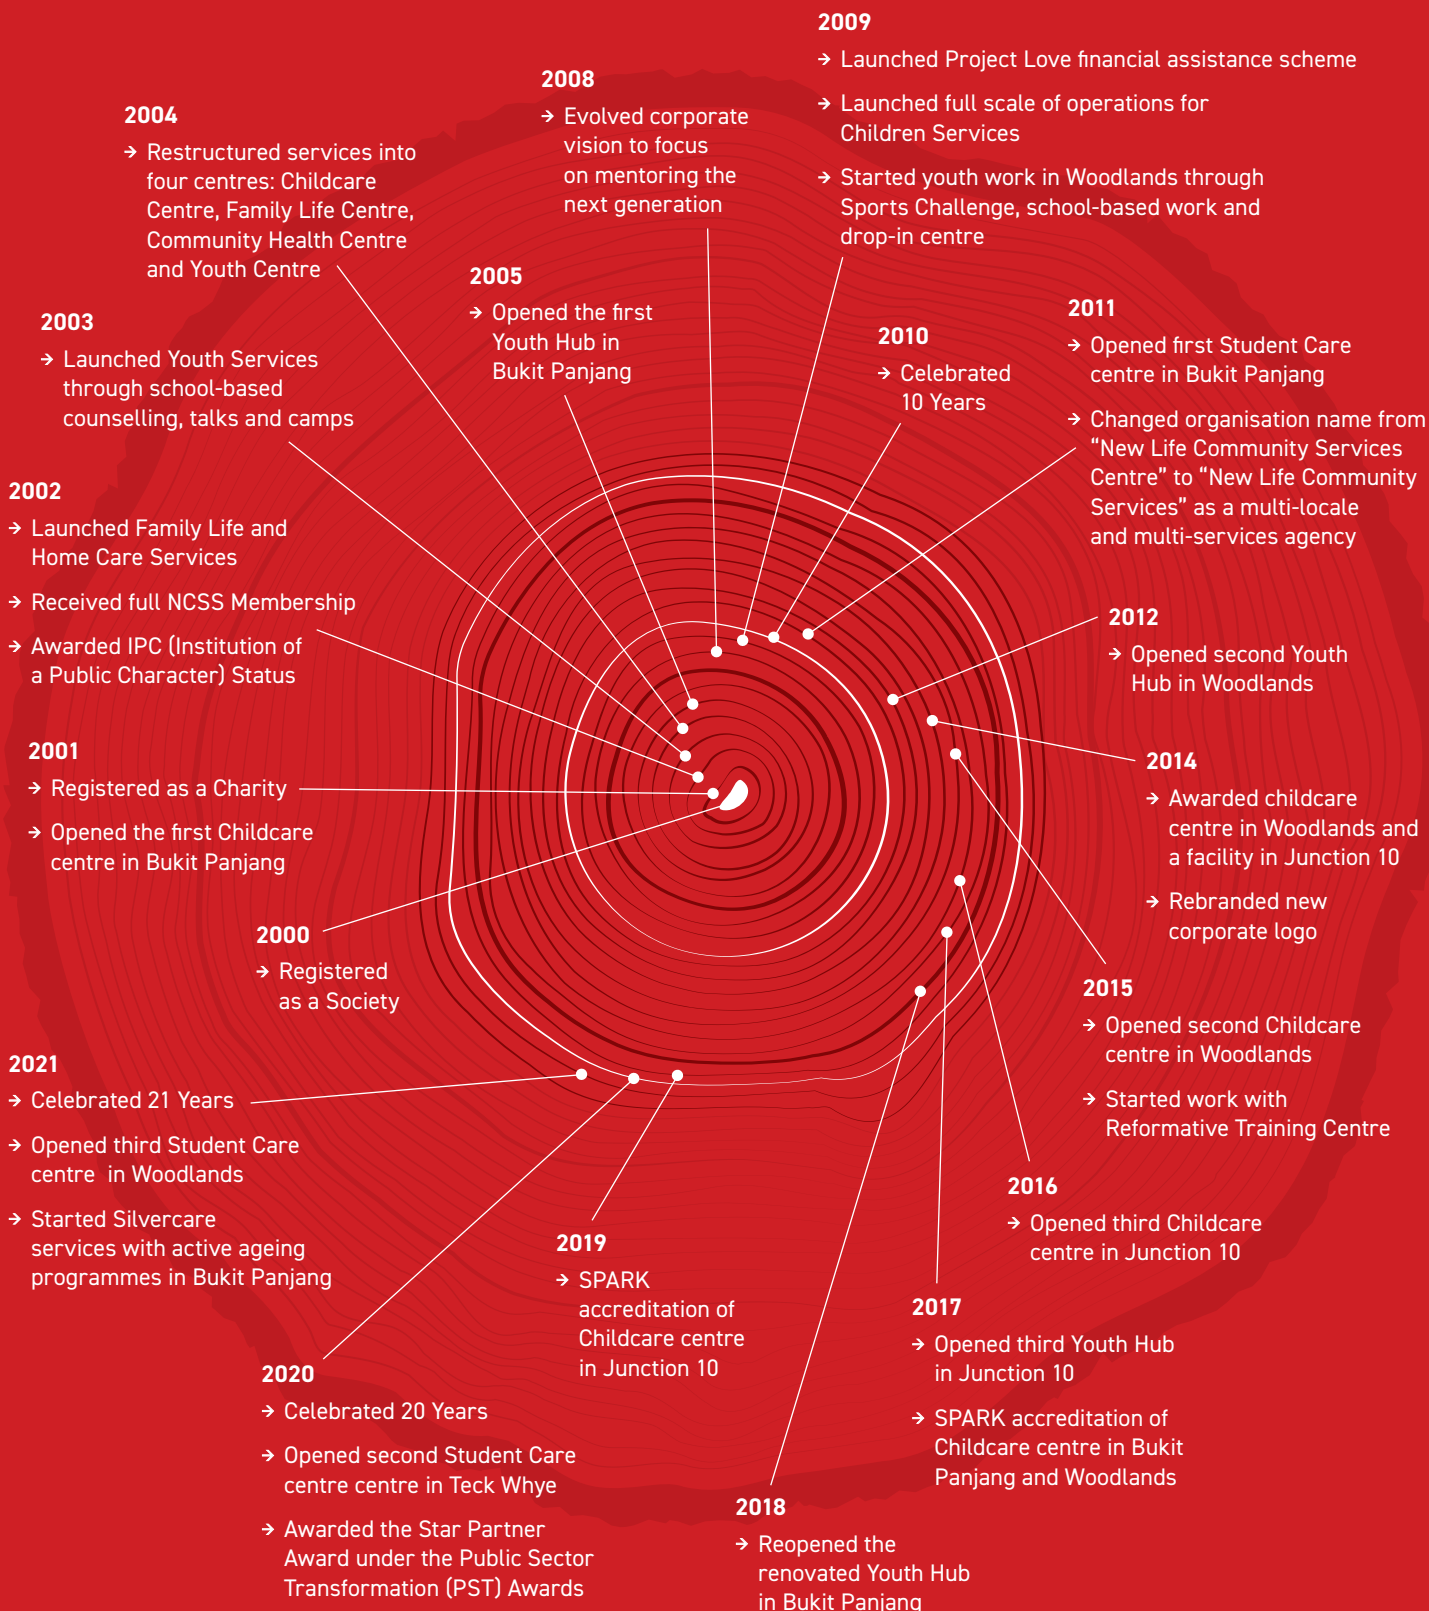 2009
→ Launched Project Love financial assistance scheme
→ Launched full scale of operations for
Children Services
→ Started youth work in Woodlands through
Sports Challenge, school-based work and
drop-in centre
2008
→ Evolved corporate
vision to focus
on mentoring the
next generation
2004
→ Restructured services into
four centres: Childcare
Centre, Family Life Centre,
Community Health Centre
and Youth Centre
2005
→ Opened the first
Youth Hub in
Bukit Panjang
2003
→ Launched Youth Services
through school-based
counselling, talks and camps
2010
→ Celebrated
10 Years
2011
→ Opened first Student Care
centre in Bukit Panjang
→ Changed organisation name from
“New Life Community Services
Centre” to “New Life Community
Services” as a multi-locale
and multi-services agency
2002
→ Launched Family Life and
Home Care Services
→ Received full NCSS Membership
→ Awarded IPC (Institution of
a Public Character) Status
2012
→ Opened second Youth
Hub in Woodlands
2001
→ Registered as a Charity
→ Opened the first Childcare
centre in Bukit Panjang
2014
→ Awarded childcare
centre in Woodlands and
a facility in Junction 10
→ Rebranded new
corporate logo
2000
→ Registered
as a Society
2015
→ Opened second Childcare
centre in Woodlands
→ Started work with
Reformative Training Centre
2021
→ Celebrated 21 Years
→ Opened third Student Care
centre in Woodlands
→ Started Silvercare
services with active ageing
programmes in Bukit Panjang
2016
→ Opened third Childcare
centre in Junction 10
2019
→ SPARK
accreditation of
Childcare centre
in Junction 10
2017
→ Opened third Youth Hub
in Junction 10
→ SPARK accreditation of
Childcare centre in Bukit
Panjang and Woodlands
2020
→ Celebrated 20 Years
→ Opened second Student Care
centre centre in Teck Whye
→ Awarded the Star Partner
Award under the Public Sector
Transformation (PST) Awards
2018
→ Reopened the
renovated Youth Hub
in Bukit Panjang